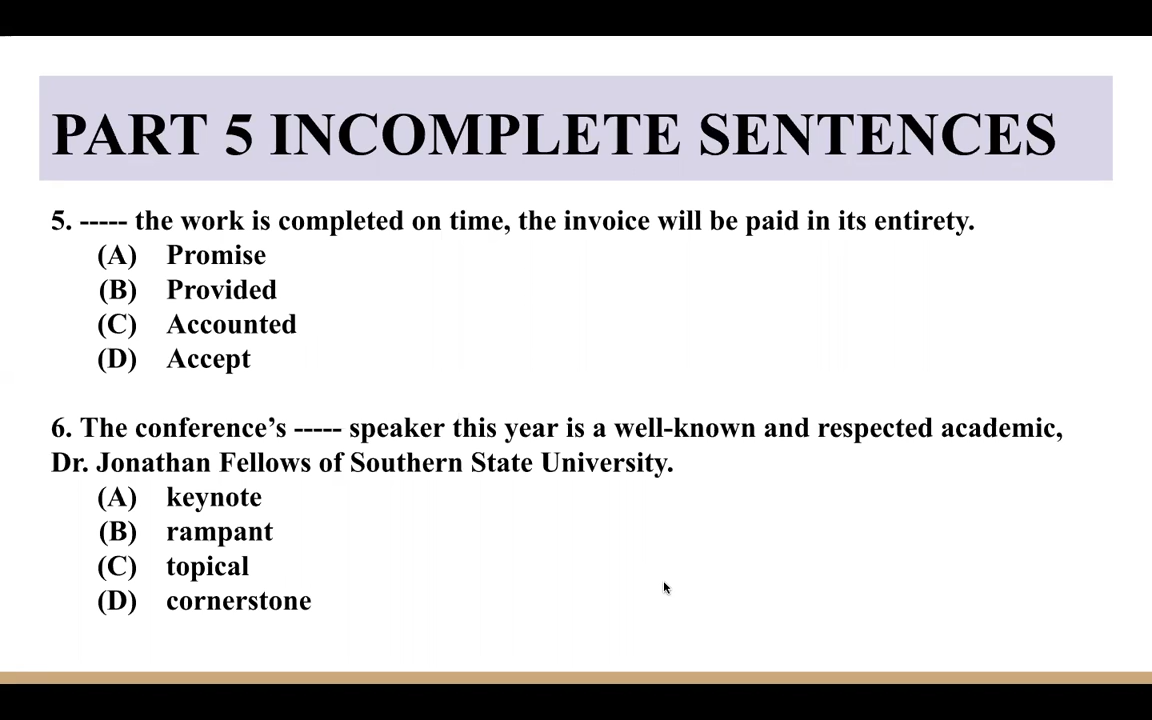 PART 5 INCOMPLETE SENTENCES
5. ----- the work is completed on time, the invoice will be paid in its entirety.
(A) Promise
(B) Provided
(C) Accounted
(D) Accept
6. The conference’s ----- speaker this year is a well-known and respected academic,
Dr. Jonathan Fellows of Southern State University.
(A) keynote
(B) rampant
(C) topical
(D) cornerstone